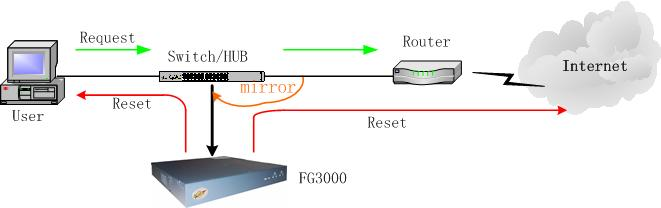 Request
Switch/HUB
Router
Internet
mirror
User
Reset
Reset
FG3000